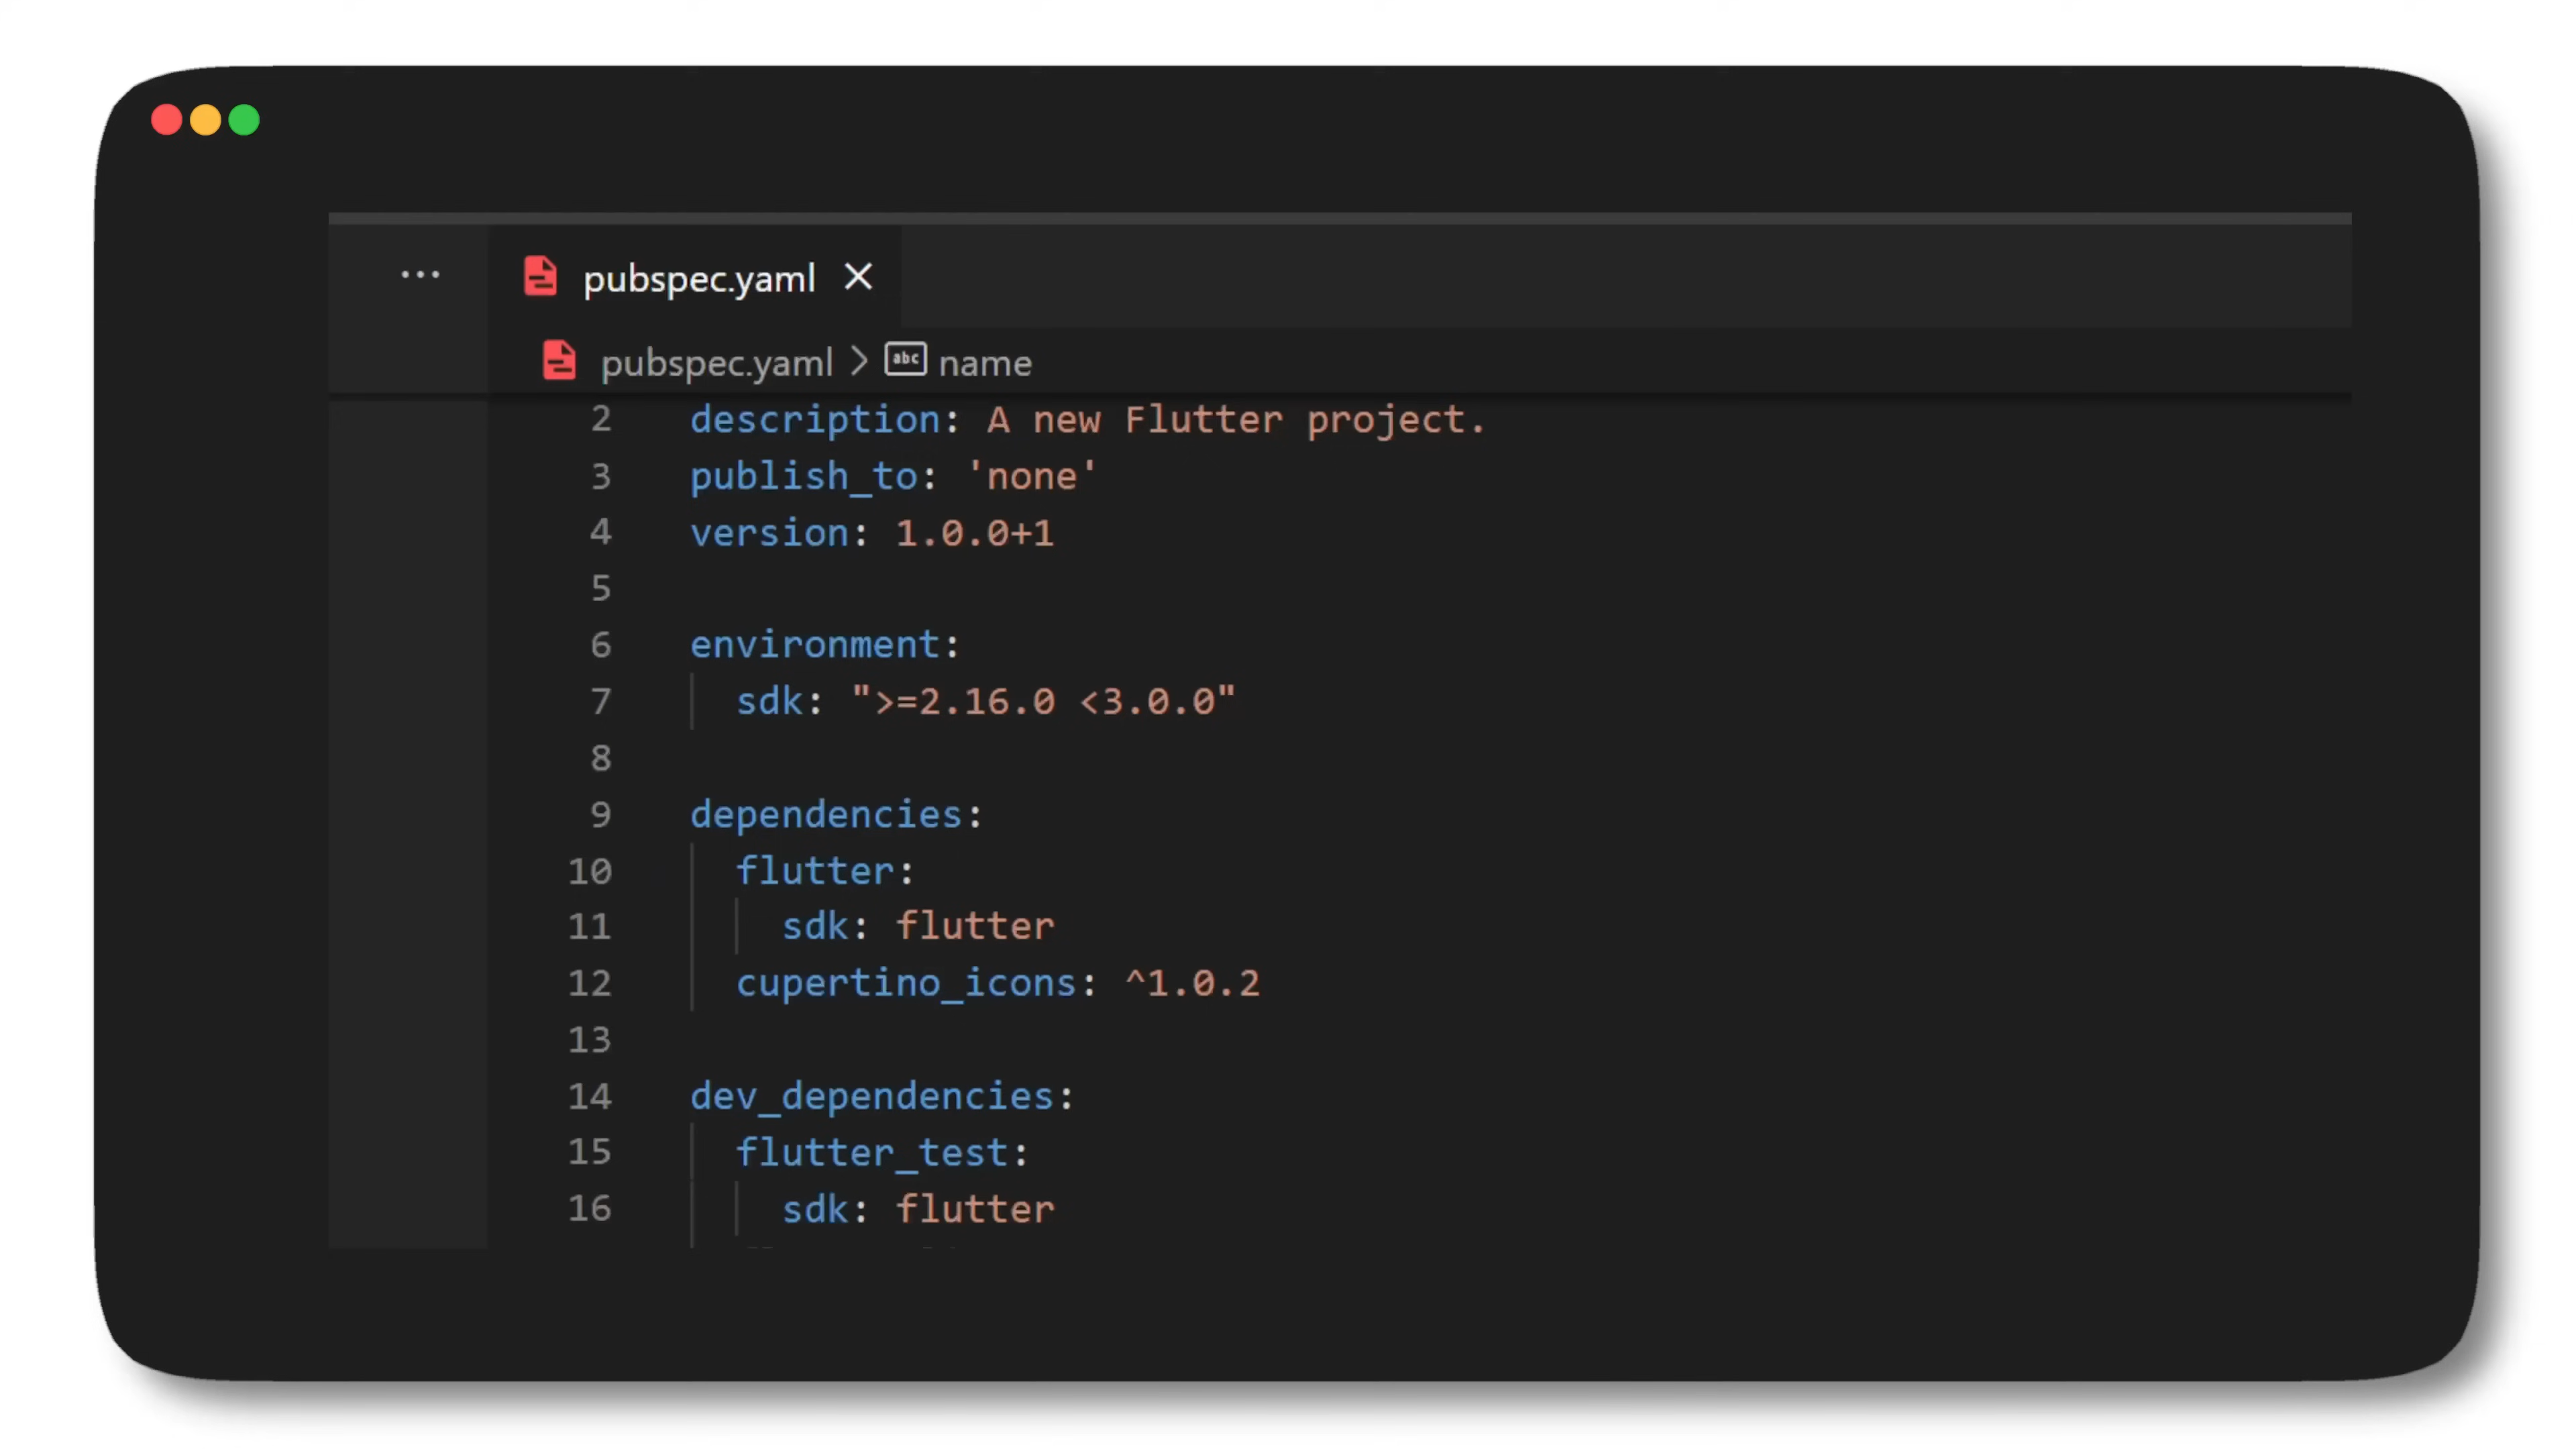 ... pubspec.yaml
pubspec.yaml > abc name
2 description: A new Flutter project.
3 publish_to: 'none'
4 version: 1.0.0+1
5
6 environment:
7 sdk: ">=2.16.0 <3.0.0"
8
9 dependencies:
10 flutter:
11 sdk: flutter
12 cupertino_icons: ^1.0.2
13
14 dev_dependencies:
15 flutter_test:
16 sdk: flutter